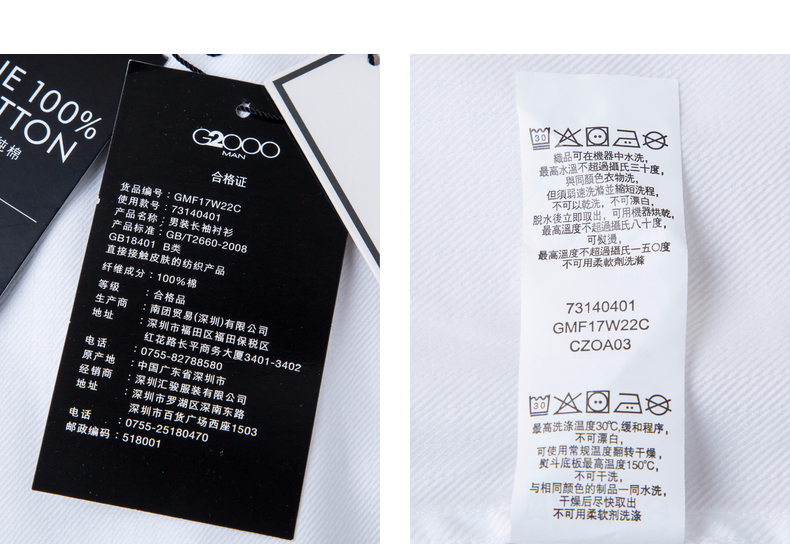 NE 100%
TTON
纯棉
G2000
MAN
合格证
货品编号：GMF17W22C
使用款号：73140401
产品名称：男装长袖衬衫
产品标准：GB/T2660-2008
GB18401 B类
直接接触皮肤的纺织产品
纤维成分：100%棉
等级：合格品
生产商：南团贸易(深圳)有限公司
地址：深圳市福田区福田保税区
红花路长平商务大厦3401-3402
电话：0755-82788580
原产地：中国广东省深圳市
经销商：深圳汇骏服装有限公司
地址：深圳市罗湖区深南东路
深圳市百货广场西座1503
电话：0755-25180470
邮政编码：518001
30
織品可在機器中水洗，
最高水溫不超過攝氏三十度，
與同顏色衣物洗，
但須弱速洗滌並縮短洗程，
不可以乾洗，不可漂白，
脫水後立即取出，可用機器烘乾，
最高溫度不超過攝氏八十度，
可熨燙，
最高溫度不超過攝氏一五〇度
不可用柔軟劑洗滌
73140401
GMF17W22C
CZOA03
30
最高洗涤温度30℃,缓和程序，
不可漂白，
可使用常规温度翻转干燥，
熨斗底板最高温度150℃，
不可干洗，
与相同颜色的制品一同水洗，
干燥后尽快取出
不可用柔软剂洗涤